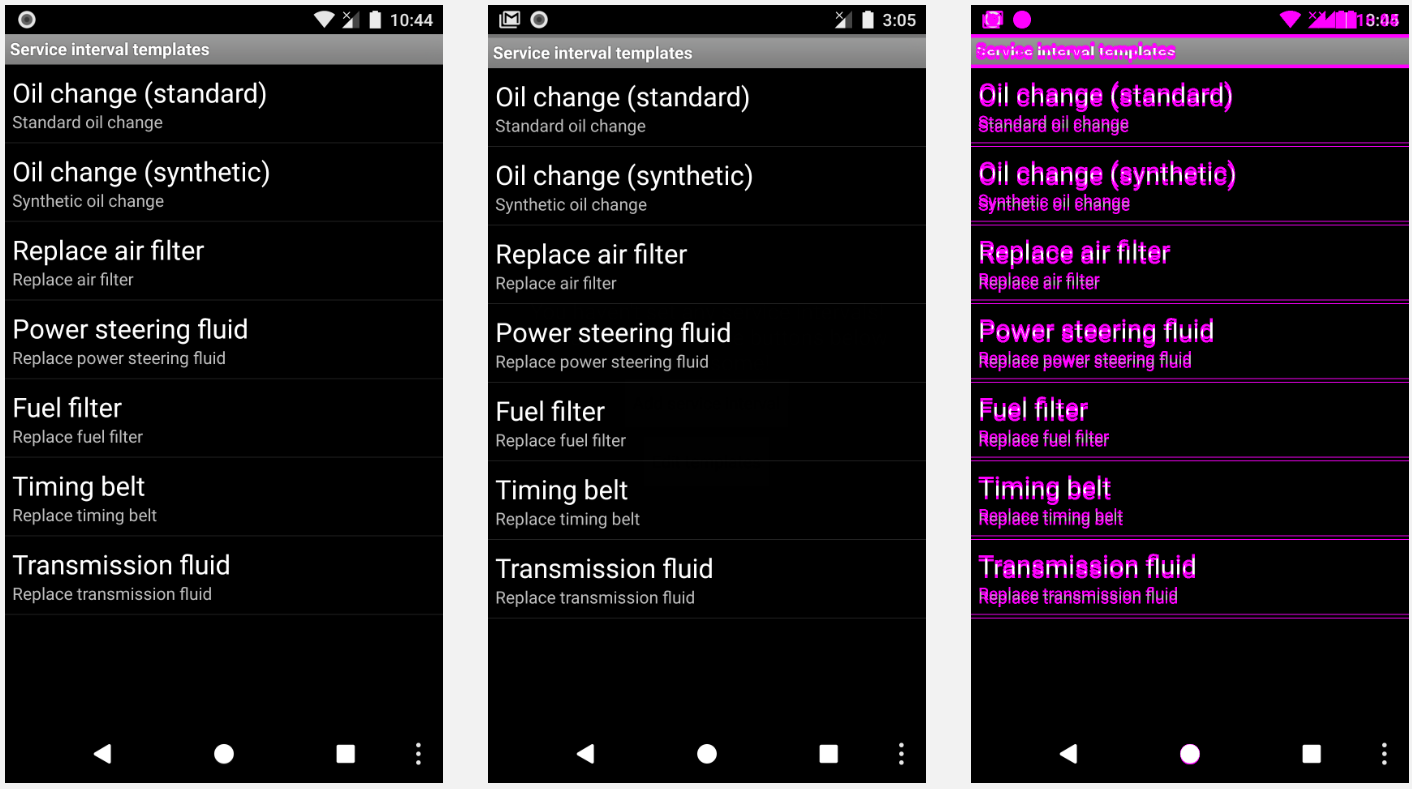 10:44
Service interval templates
Oil change (standard)
Standard oil change
Oil change (synthetic)
Synthetic oil change
Replace air filter
Replace air filter
Power steering fluid
Replace power steering fluid
Fuel filter
Replace fuel filter
Timing belt
Replace timing belt
Transmission fluid
Replace transmission fluid
3:05
Service interval templates
Oil change (standard)
Standard oil change
Oil change (synthetic)
Synthetic oil change
Replace air filter
Replace air filter
Power steering fluid
Replace power steering fluid
Fuel filter
Replace fuel filter
Timing belt
Replace timing belt
Transmission fluid
Replace transmission fluid
Service interval templates
Oil change (standard)
Standard oil change
Oil change (synthetic)
Synthetic oil change
Replace air filter
Replace air filter
Power steering fluid
Replace power steering fluid
Fuel filter
Replace fuel filter
Timing belt
Replace timing belt
Transmission fluid
Replace transmission fluid